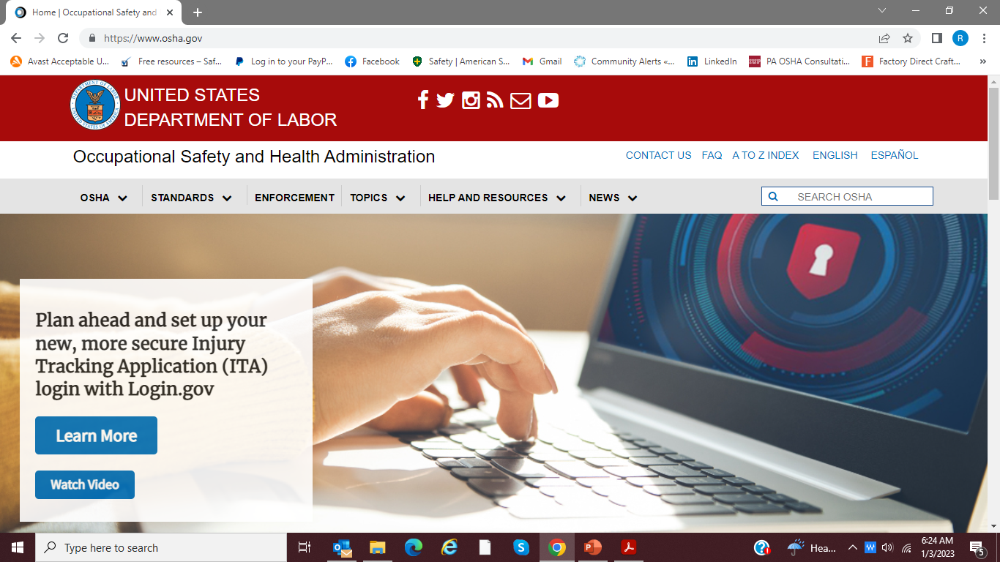 Home | Occupational Safety and
https://www.osha.gov
Avast Acceptable U... Free resources – Saf... Log in to your PayP... Facebook Safety | American S... Gmail Community Alerts «... LinkedIn PA OSHA Consultati... Factory Direct Craft... »
R
UNITED STATES
DEPARTMENT OF LABOR
Occupational Safety and Health Administration
CONTACT US FAQ A TO Z INDEX ENGLISH ESPAÑOL
OSHA STANDARDS ENFORCEMENT TOPICS HELP AND RESOURCES NEWS SEARCH OSHA
Plan ahead and set up your
new, more secure Injury
Tracking Application (ITA)
login with Login.gov
Learn More
Watch Video
Type here to search
Hea...
6:24 AM
1/3/2023
5